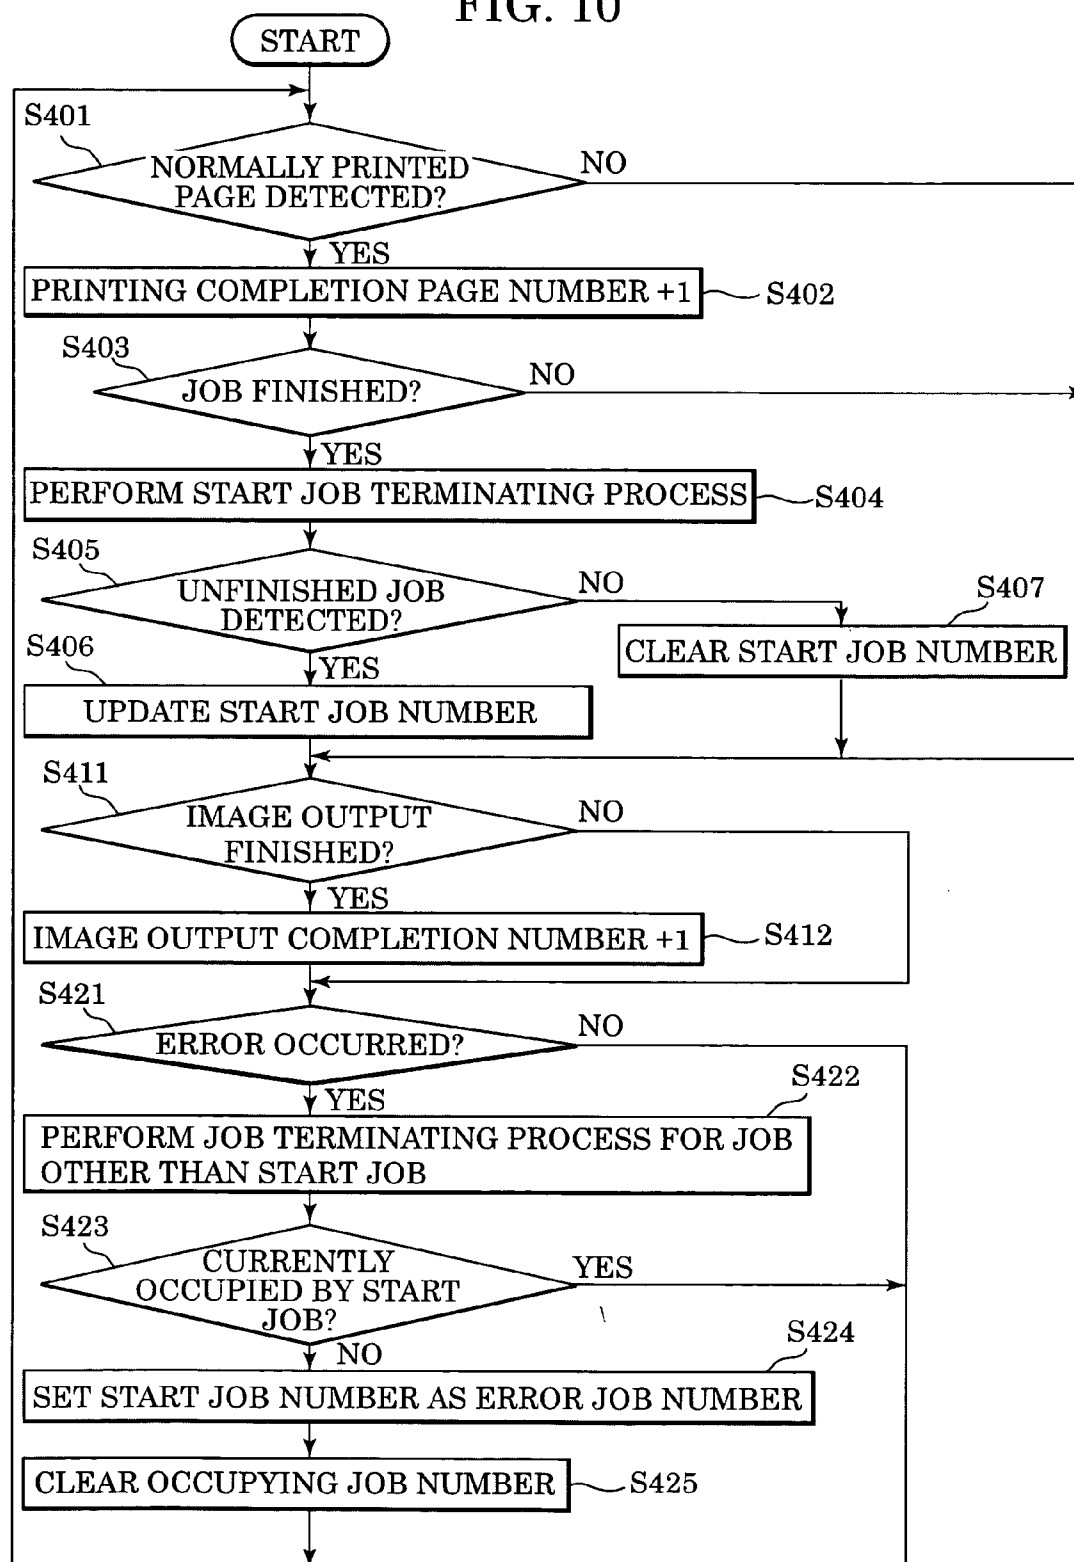 FIG. 10
START
S401
NORMALLY PRINTED
PAGE DETECTED?
NO
YES
PRINTING COMPLETION PAGE NUMBER +1
S402
S403
JOB FINISHED?
NO
YES
PERFORM START JOB TERMINATING PROCESS
S404
S405
UNFINISHED JOB
DETECTED?
NO
S407
CLEAR START JOB NUMBER
S406
YES
UPDATE START JOB NUMBER
S411
IMAGE OUTPUT
FINISHED?
NO
YES
IMAGE OUTPUT COMPLETION NUMBER +1
S412
S421
ERROR OCCURRED?
NO
YES
S422
PERFORM JOB TERMINATING PROCESS FOR JOB
OTHER THAN START JOB
S423
CURRENTLY
OCCUPIED BY START
JOB?
YES
NO
S424
SET START JOB NUMBER AS ERROR JOB NUMBER
CLEAR OCCUPYING JOB NUMBER
S425